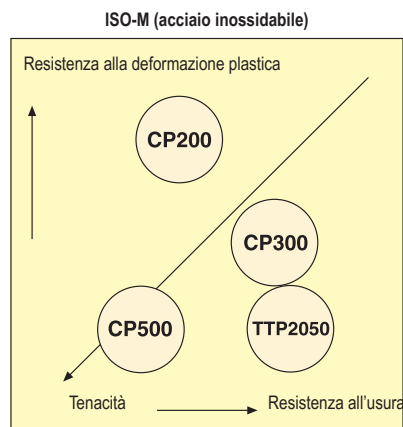 ISO-M (acciaio inossidabile)
Resistenza alla deformazione plastica
CP200
CP300
CP500
TTP2050
Tenacità
Resistenza all'usura